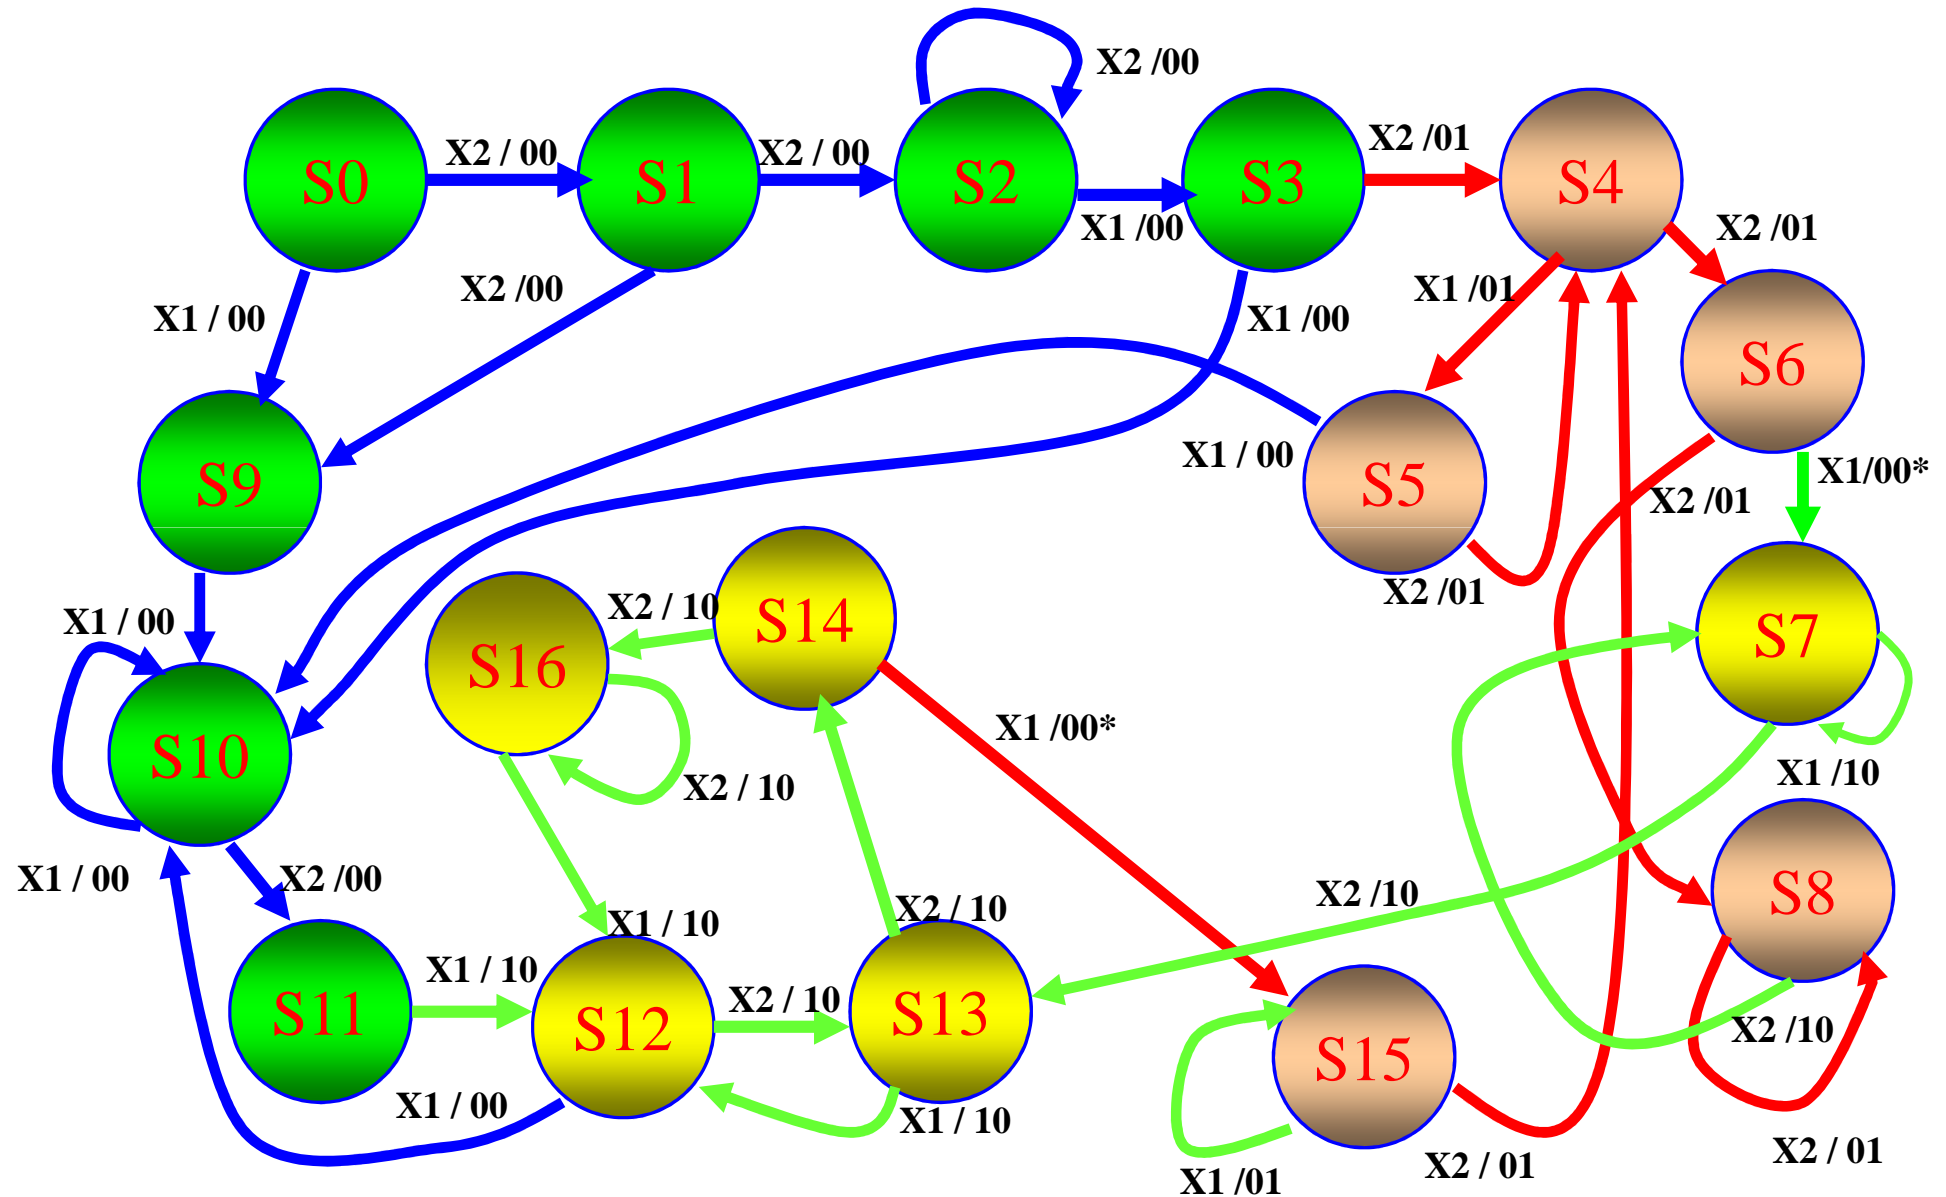 X2 /00
X2 / 00
X2 / 00
X2 /01
S0
S1
S2
S3
S4
X1 /00
X2 /01
X2 /00
X1 /01
X1 / 00
X1 /00
S6
X1 / 00
X1/00*
S9
S5
X2 /01
X2 /01
X1 / 00
X2 / 10
S14
S7
S16
X1 /00*
S10
X2 / 10
X1 /10
X1 / 00
X2 /00
X2 /10
S8
X1 / 10
X2 / 10
X1 / 10
X2 / 10
S11
S12
S13
X2 /10
S15
X1 / 00
X1 / 10
X2 / 01
X2 / 01
X1 /01